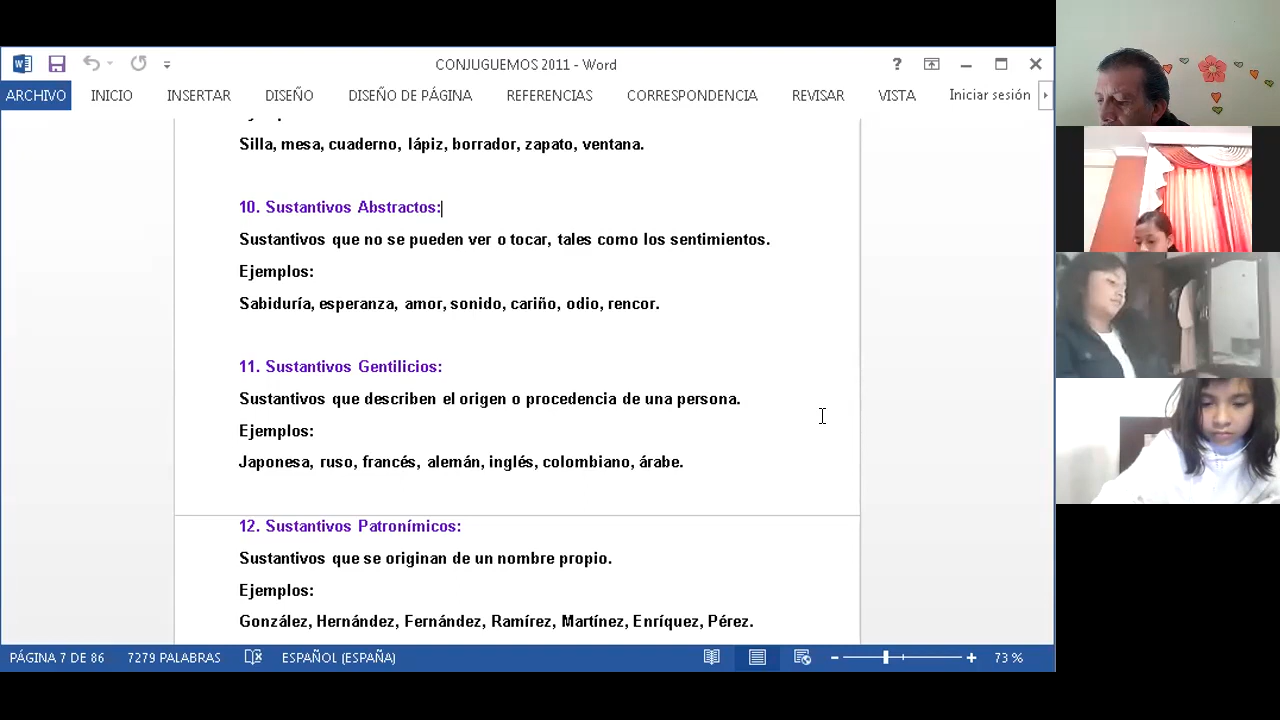 CONJUGUEMOS 2011 - Word
ARCHIVO INICIO INSERTAR DISEÑO DISEÑO DE PÁGINA REFERENCIAS CORRESPONDENCIA REVISAR VISTA Iniciar sesión
Silla, mesa, cuaderno, lápiz, borrador, zapato, ventana.
10. Sustantivos Abstractos:
Sustantivos que no se pueden ver o tocar, tales como los sentimientos.
Ejemplos:
Sabiduría, esperanza, amor, sonido, cariño, odio, rencor.
11. Sustantivos Gentilicios:
Sustantivos que describen el origen o procedencia de una persona.
Ejemplos:
Japonesa, ruso, francés, alemán, inglés, colombiano, árabe.
12. Sustantivos Patronímicos:
Sustantivos que se originan de un nombre propio.
Ejemplos:
González, Hernández, Fernández, Ramírez, Martínez, Enríquez, Pérez.
PÁGINA 7 DE 86 7279 PALABRAS ESPAÑOL (ESPAÑA) 73 %